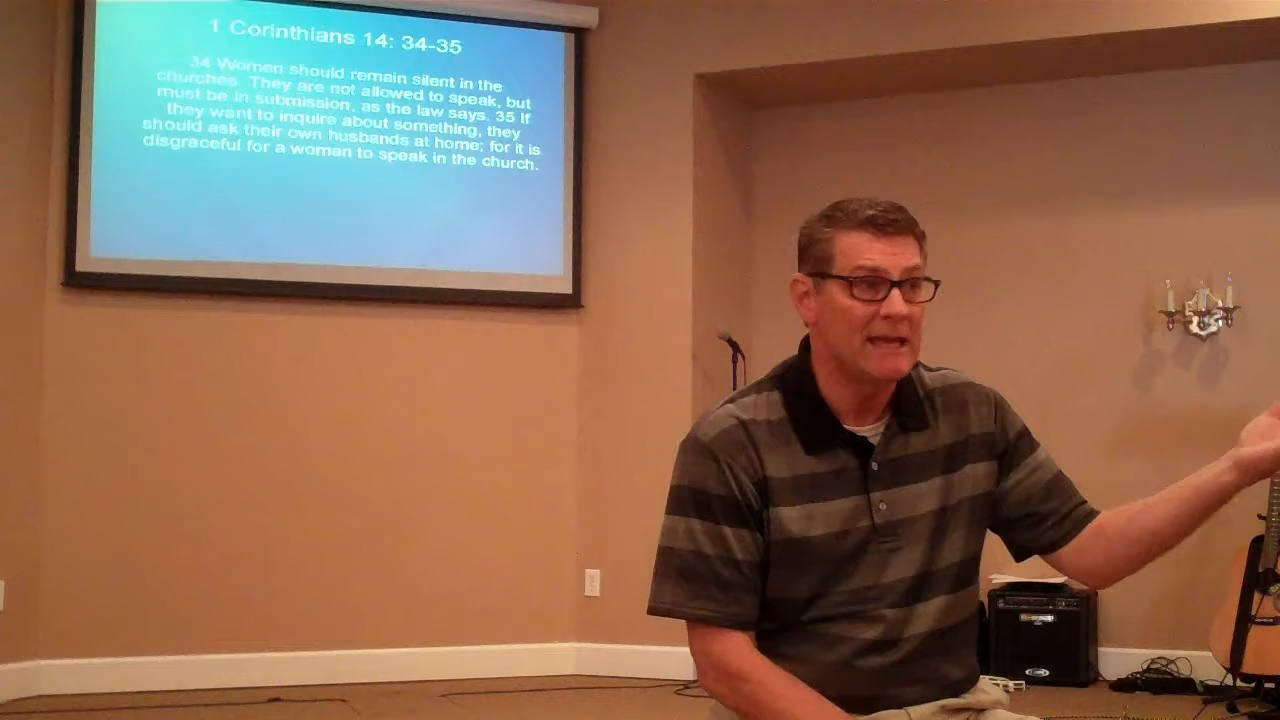 1 Corinthians 14: 34-35
34 Women should remain silent in the
churches. They are not allowed to speak, but
must be in submission, as the law says. 35 If
they want to inquire about something, they
should ask their own husbands at home; for it is
disgraceful for a woman to speak in the church.